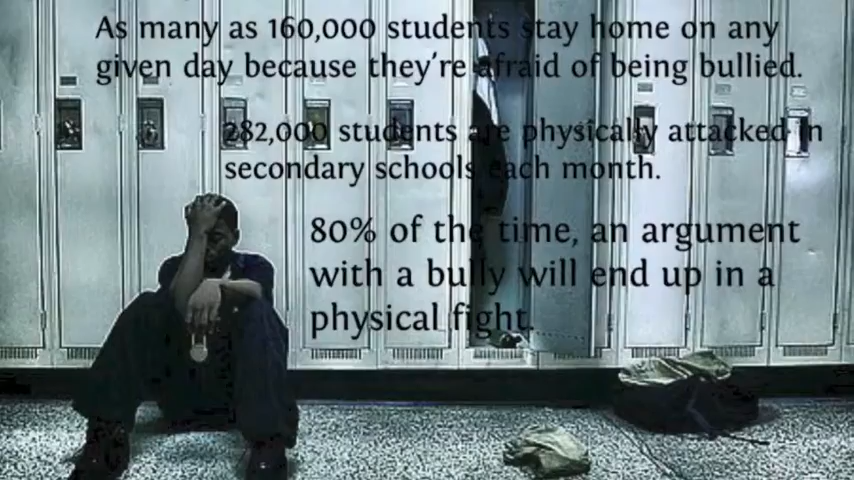 As many as 160,000 students stay home on any
given day because they're afraid of being bullied.
282,000 students are physically attacked in
secondary schools each month.
80% of the time, an argument
with a bully will end up in a
physical fight.